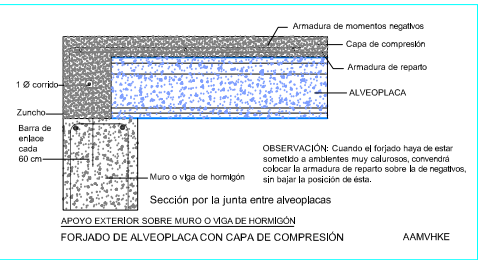 Armadura de momentos negativos
Capa de compresión
Armadura de reparto
1 Ø corrido
ALVEOPLACA
Zuncho
Barra de
enlace
cada
60 cm
OBSERVACIÓN: Cuando el forjado haya de estar
sometido a ambientes muy calurosos, convendrá
colocar la armadura de reparto sobre la de negativos,
sin bajar la posición de ésta.
Muro o viga de hormigón
Sección por la junta entre alveoplacas
APOYO EXTERIOR SOBRE MURO O VIGA DE HORMIGÓN
FORJADO DE ALVEOPLACA CON CAPA DE COMPRESIÓN
AAMVHKE